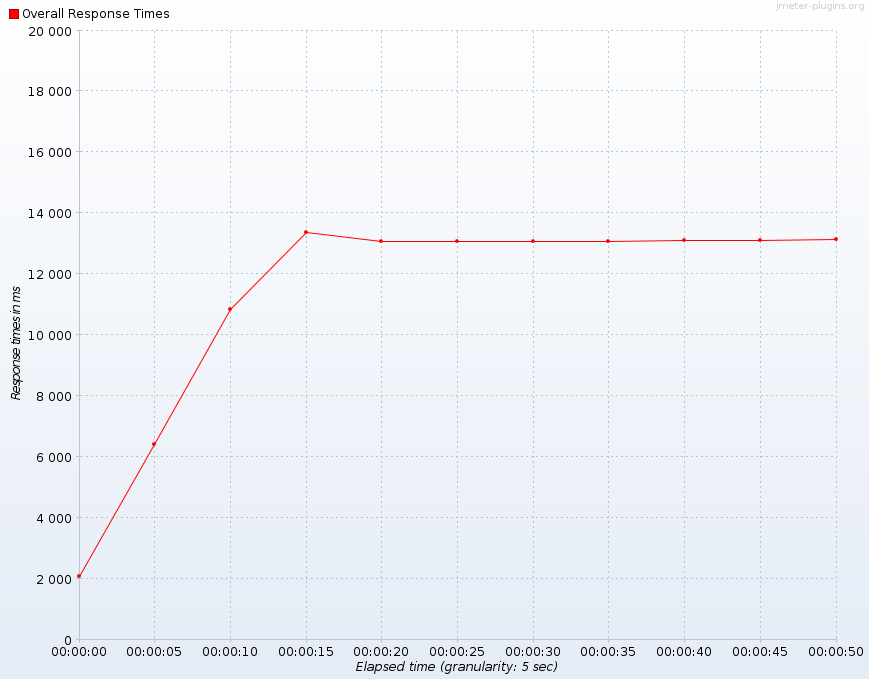 jmeter-plugins.org
Overall Response Times
20 000
18 000
16 000
14 000
12 000
10 000
8 000
6 000
4 000
2 000
0
Response times in ms
00:00:00 00:00:05 00:00:10 00:00:15 00:00:20 00:00:25 00:00:30 00:00:35 00:00:40 00:00:45 00:00:50
Elapsed time (granularity: 5 sec)